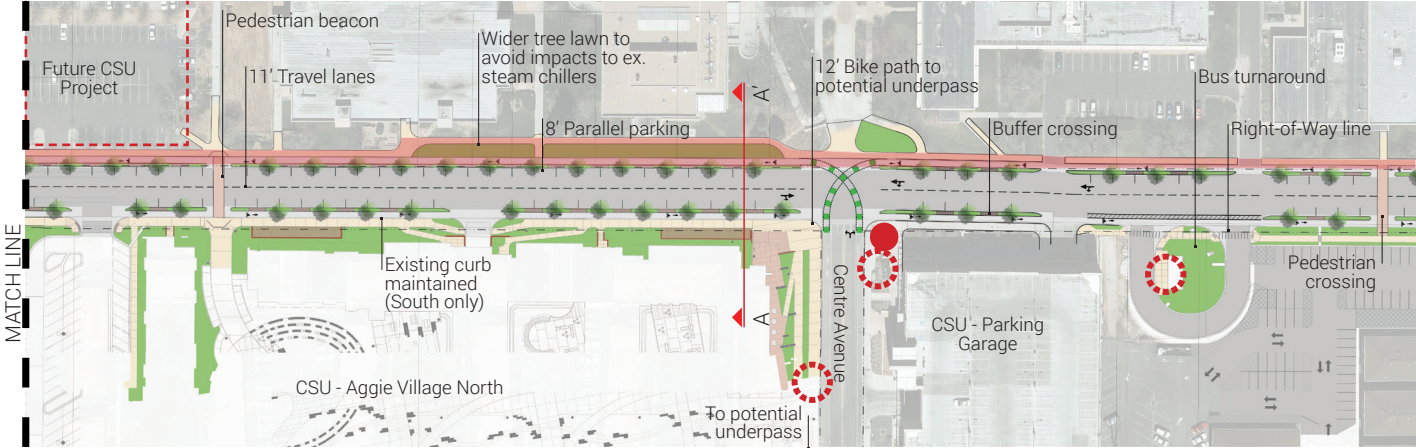 Pedestrian beacon
Future CSU
Project
11' Travel lanes
Wider tree lawn to
avoid impacts to ex.
steam chillers
8' Parallel parking
A'
12' Bike path to
potential underpass
Bus turnaround
Buffer crossing
Right-of-Way line
MATCH LINE
Existing curb
maintained
(South only)
A
Centre Avenue
CSU - Parking
Garage
Pedestrian
crossing
CSU - Aggie Village North
To potential
underpass